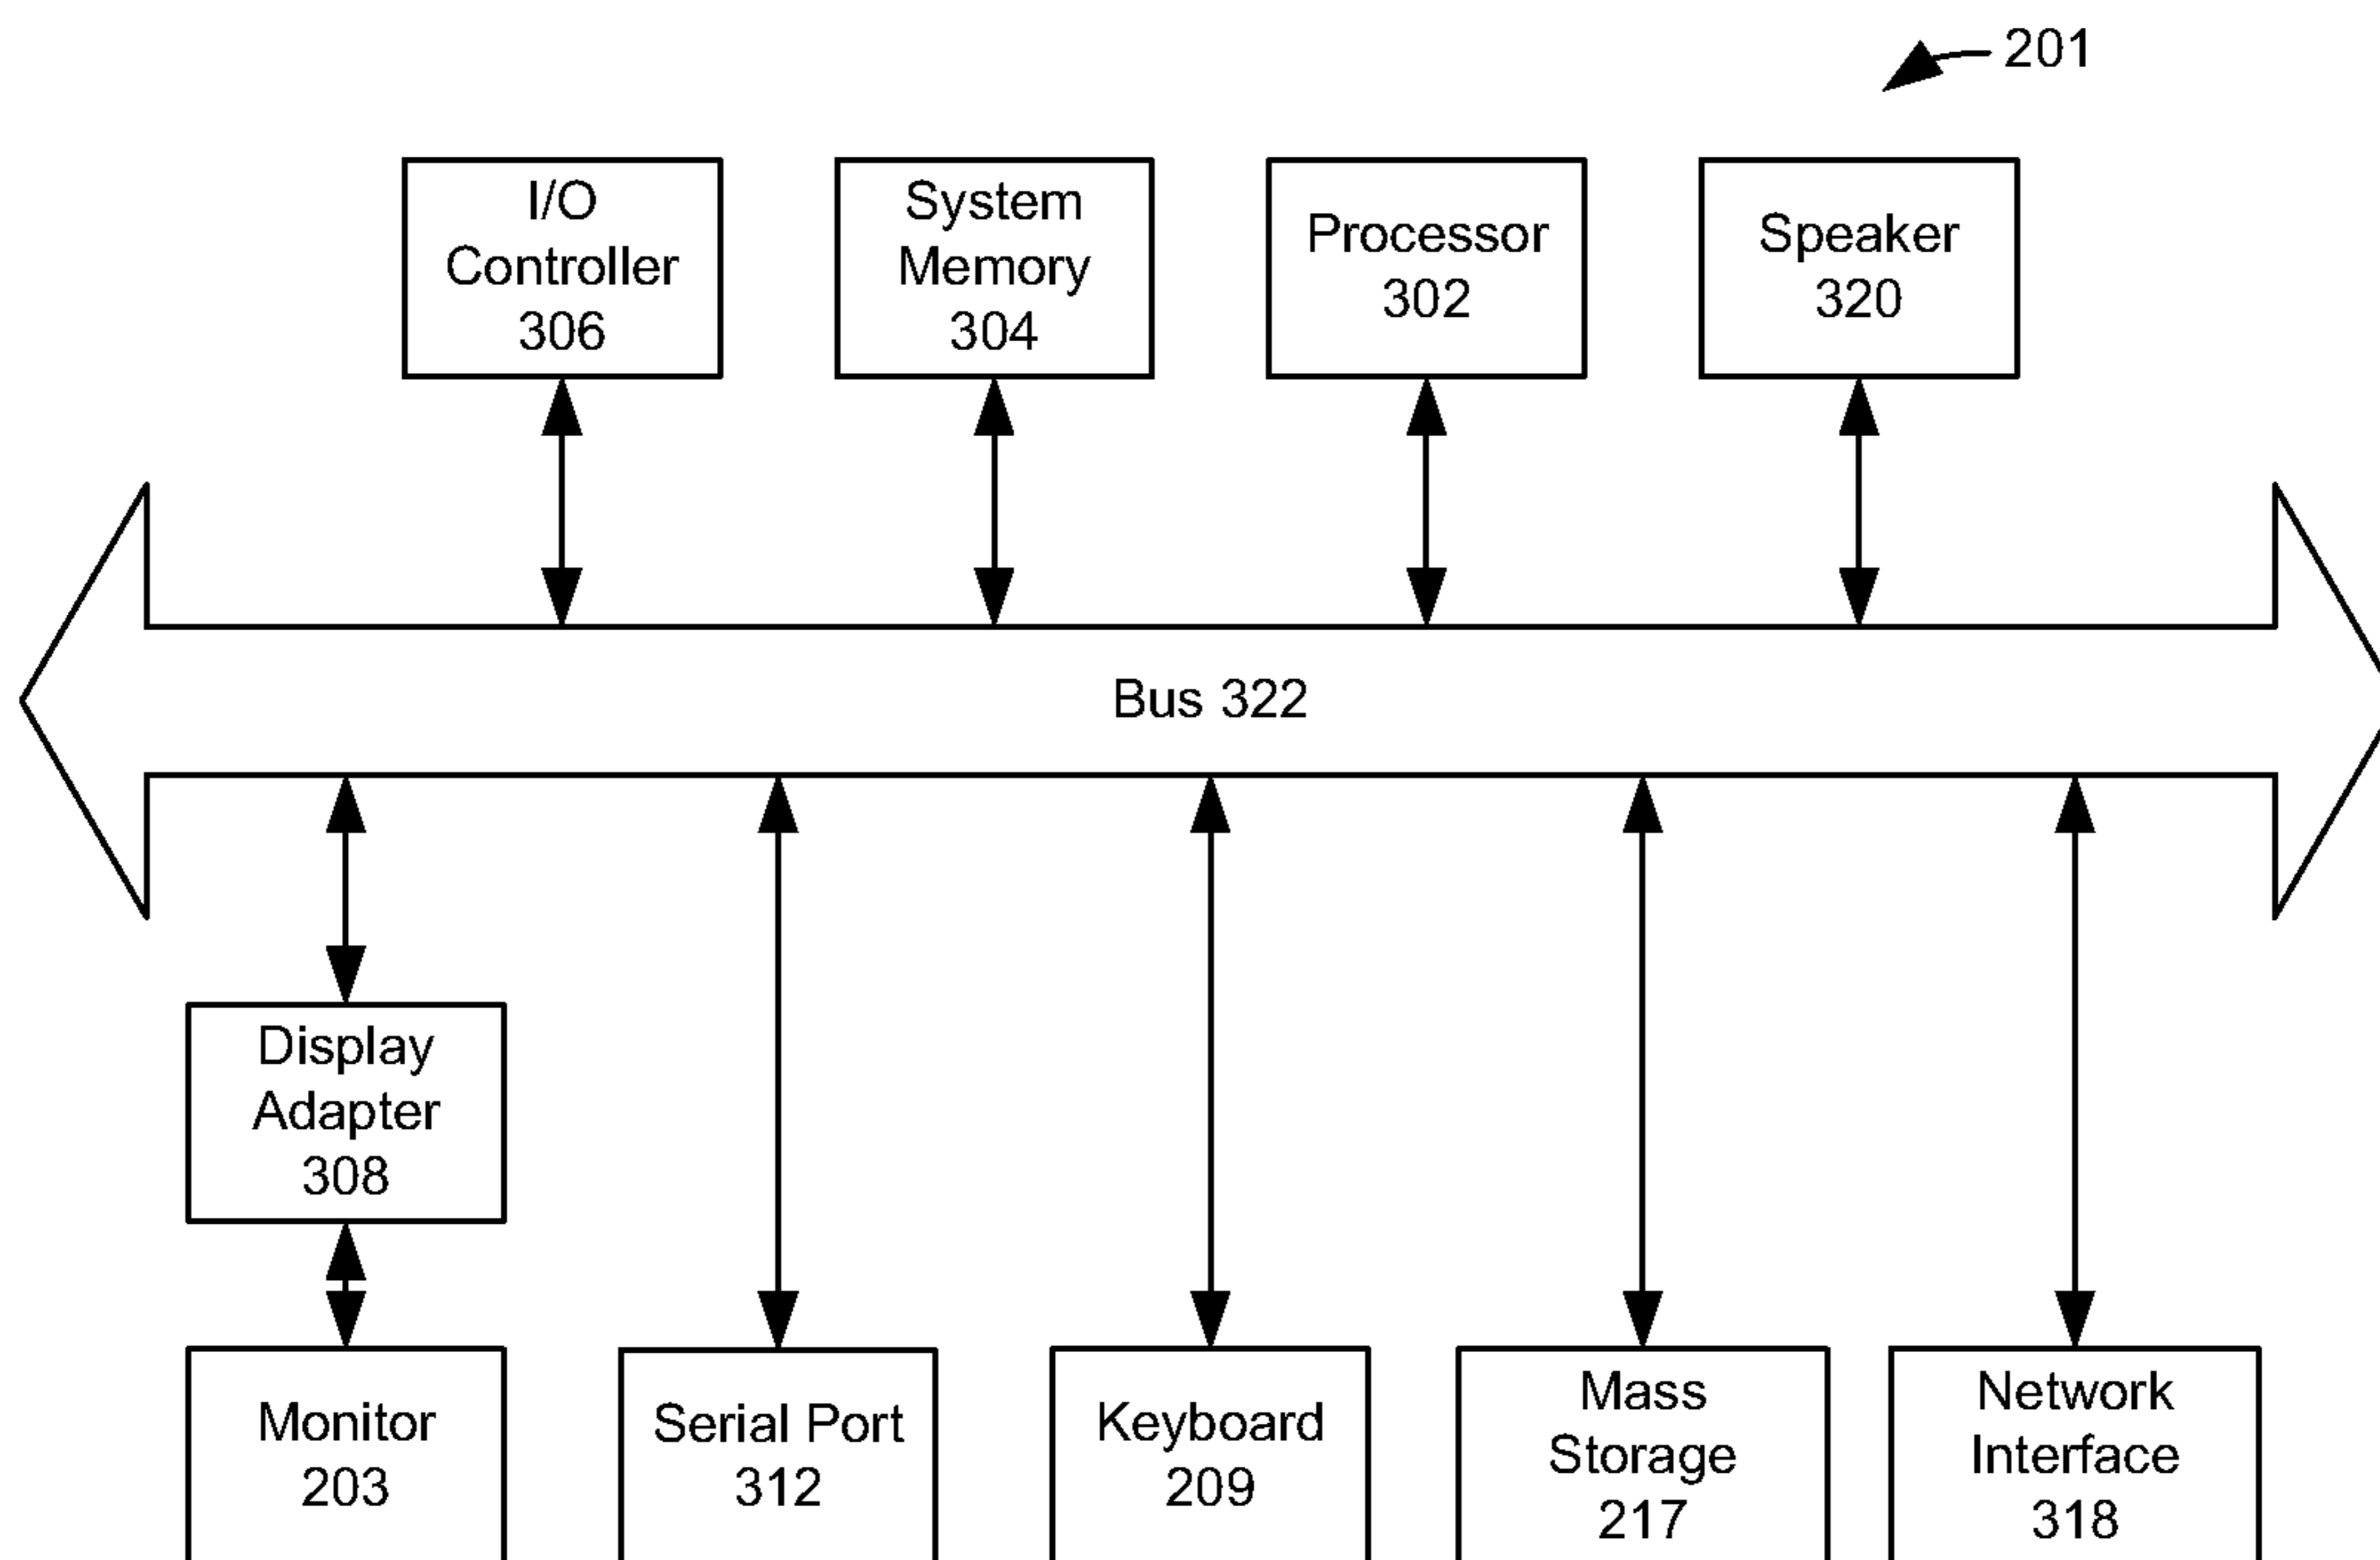 201
I/O
Controller
306
System
Memory
304
Processor
302
Speaker
320
Bus 322
Display
Adapter
308
Monitor
203
Serial Port
312
Keyboard
209
Mass
Storage
217
Network
Interface
318